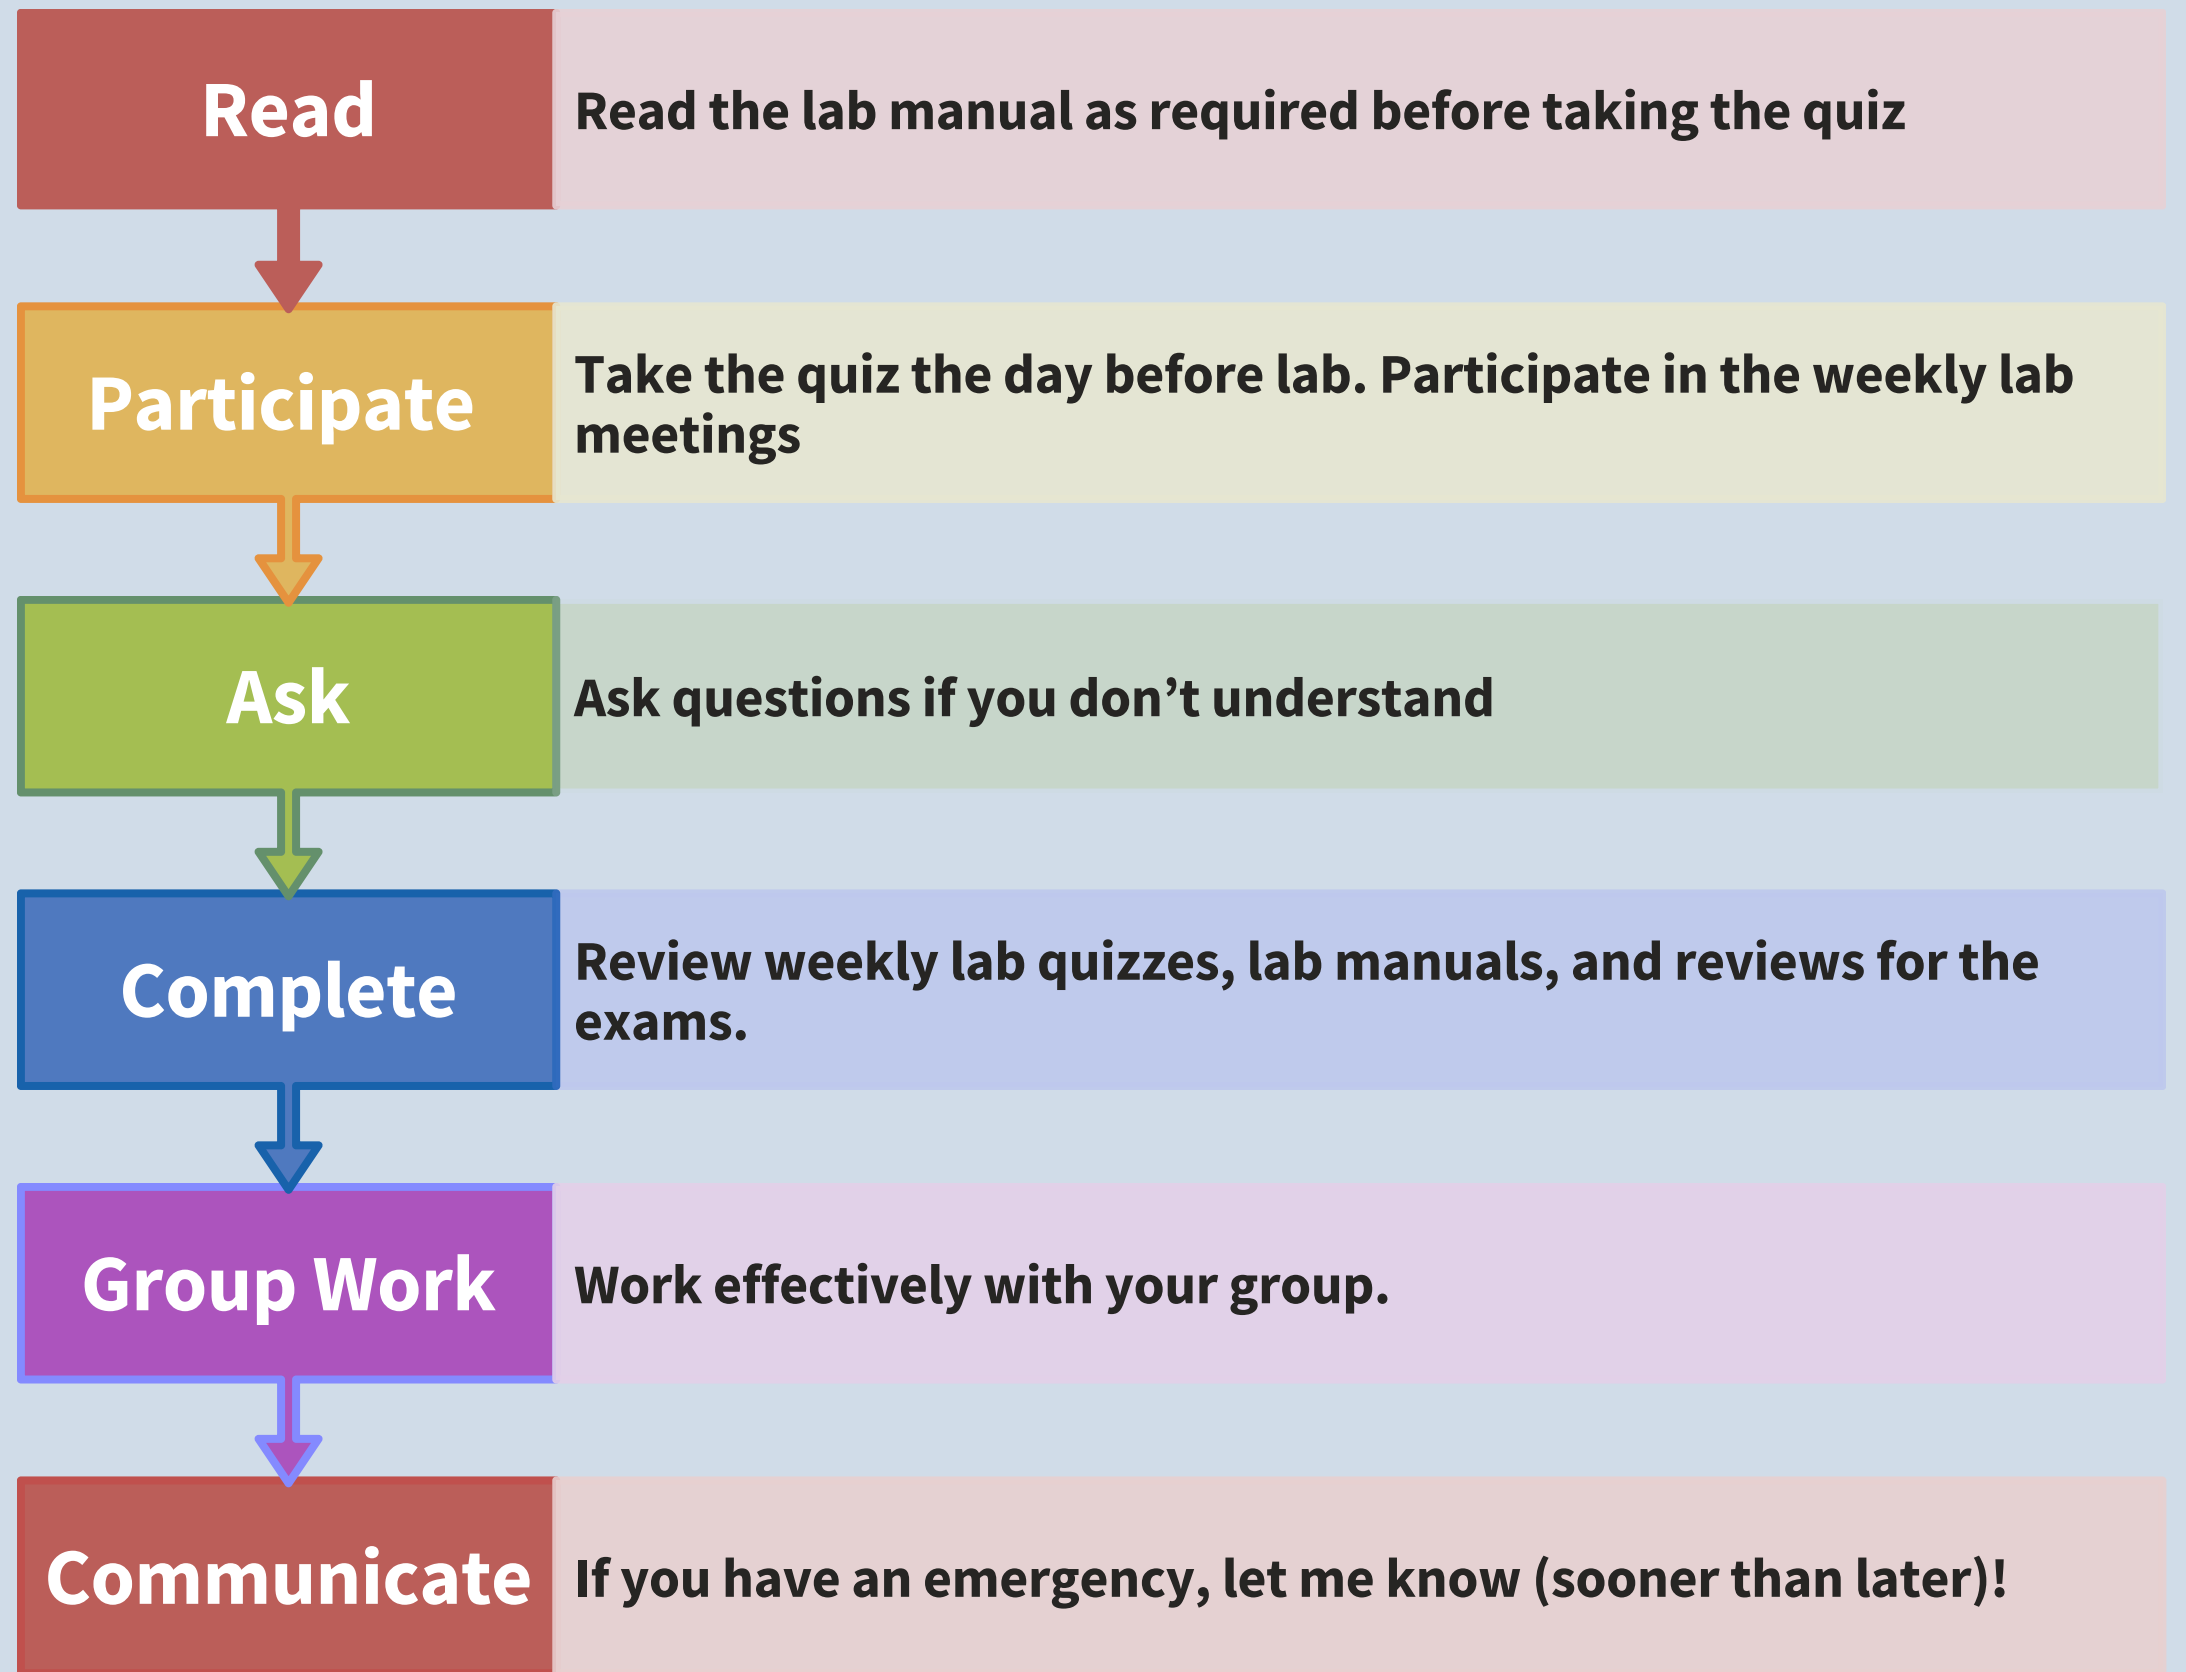 Read
Read the lab manual as required before taking the quiz
Participate
Take the quiz the day before lab. Participate in the weekly lab
meetings
Ask
Ask questions if you don’t understand
Complete
Review weekly lab quizzes, lab manuals, and reviews for the
exams.
Group Work
Work effectively with your group.
Communicate
If you have an emergency, let me know (sooner than later)!